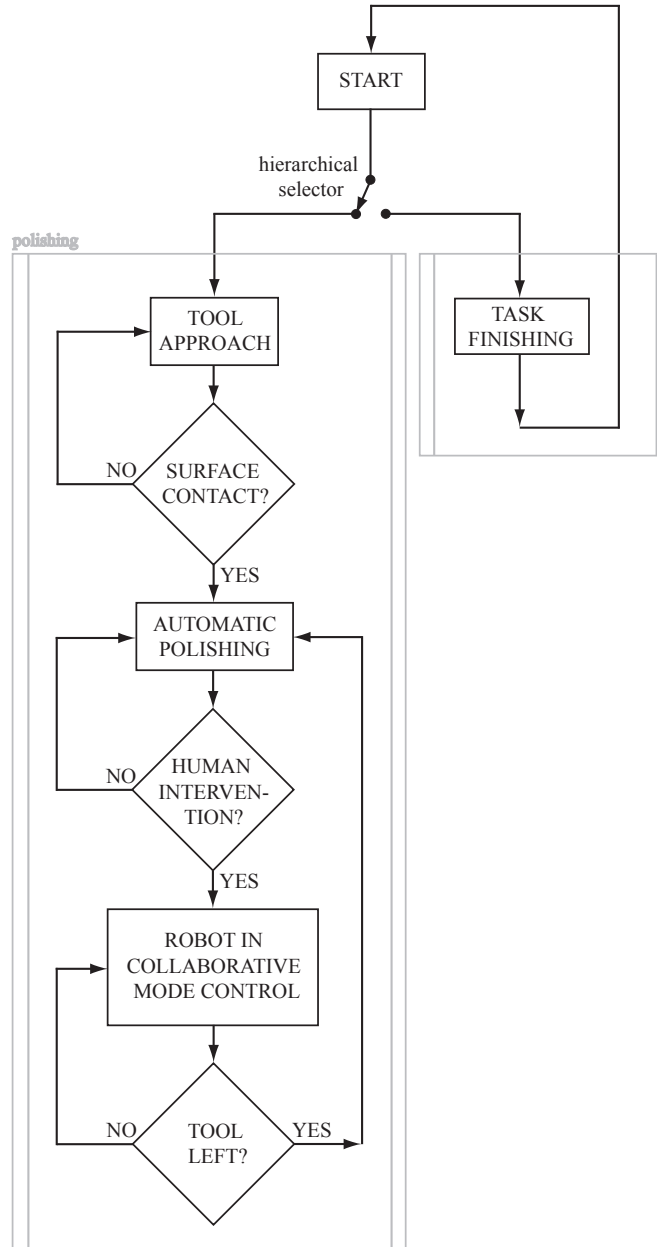 START
hierarchical
selector
polishing
TOOL
APPROACH
TASK
FINISHING
NO
SURFACE
CONTACT?
YES
AUTOMATIC
POLISHING
NO
HUMAN
INTERVEN-
TION?
YES
ROBOT IN
COLLABORATIVE
MODE CONTROL
NO
TOOL
LEFT?
YES